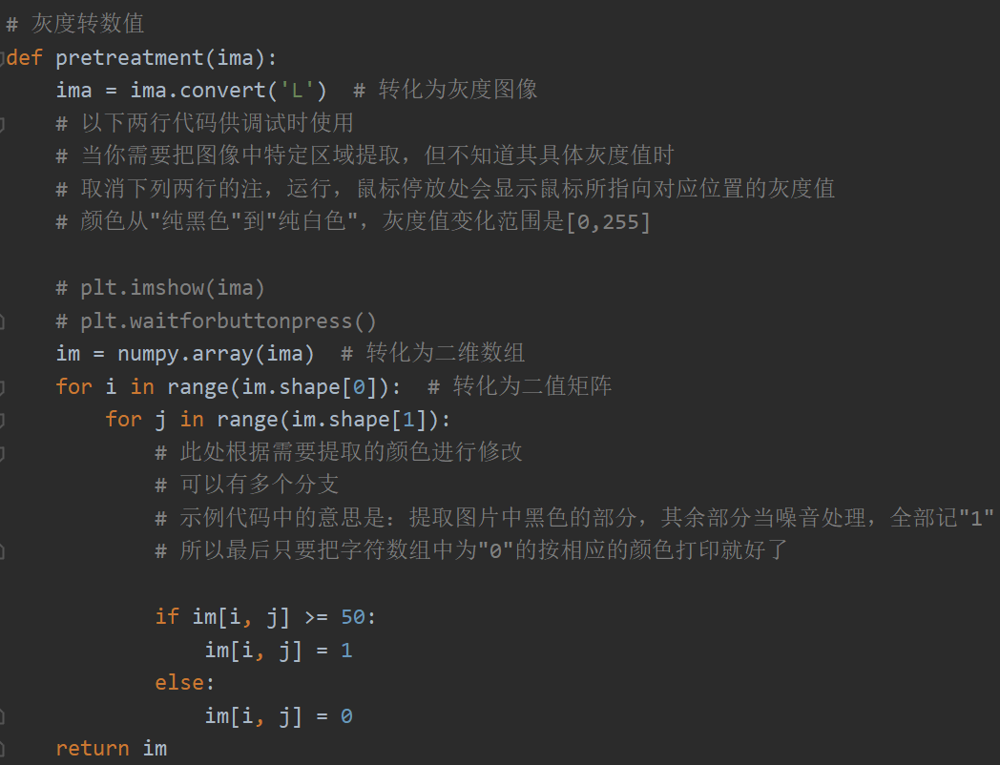 # 灰度转数值
def pretreatment(ima):
    ima = ima.convert('L')  # 转化为灰度图像
    # 以下两行代码供调试时使用
    # 当你需要把图像中特定区域提取，但不知道其具体灰度值时
    # 取消下列两行的注，运行，鼠标停放处会显示鼠标所指向对应位置的灰度值
    # 颜色从"纯黑色"到"纯白色"，灰度值变化范围是[0,255]

    # plt.imshow(ima)
    # plt.waitforbuttonpress()
    im = numpy.array(ima)  # 转化为二维数组
    for i in range(im.shape[0]):  # 转化为二值矩阵
        for j in range(im.shape[1]):
            # 此处根据需要提取的颜色进行修改
            # 可以有多个分支
            # 示例代码中的意思是：提取图片中黑色的部分，其余部分当噪音处理，全部记"1"
            # 所以最后只要把字符数组中为"0"的按相应的颜色打印就好了

            if im[i, j] >= 50:
                im[i, j] = 1
            else:
                im[i, j] = 0
    return im